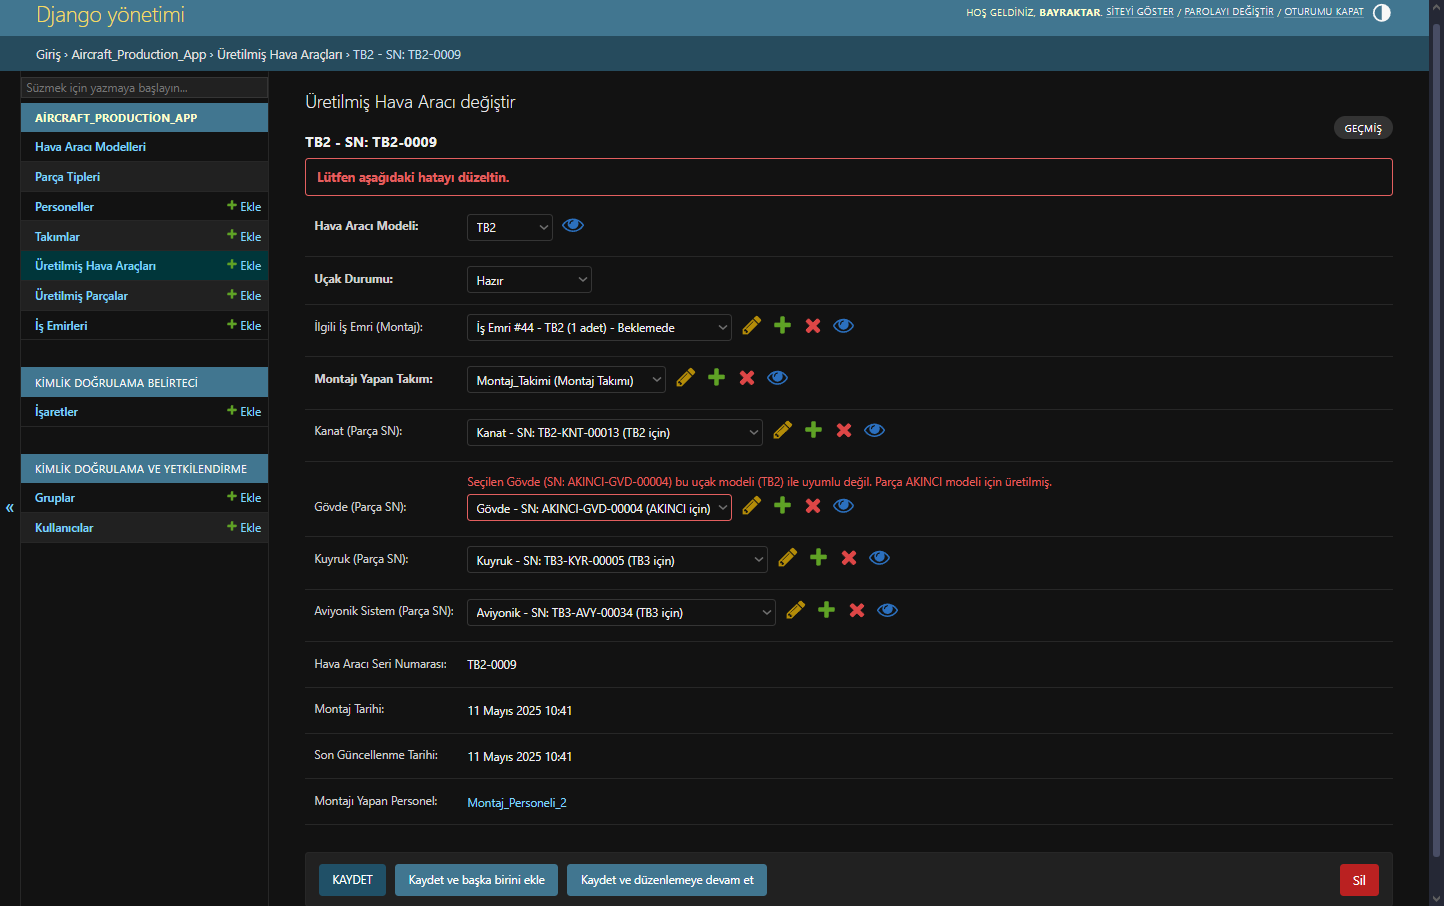 Django yönetimi
HOŞ GELDİNİZ, BAYRAKTAR. SİTEYİ GÖSTER / PAROLAYI DEĞİŞTİR / OTURUMU KAPAT
Giriş › Aircraft_Production_App › Üretilmiş Hava Araçları › TB2 - SN: TB2-0009
Süzmek için yazmaya başlayın...
AİRCRAFT_PRODUCTİON_APP
Hava Aracı Modelleri
Parça Tipleri
Personeller + Ekle
Takımlar + Ekle
Üretilmiş Hava Araçları + Ekle
Üretilmiş Parçalar + Ekle
İş Emirleri + Ekle
KİMLİK DOĞRULAMA BELİRTECİ
İşaretler + Ekle
KİMLİK DOĞRULAMA VE YETKİLENDİRME
Gruplar + Ekle
Kullanıcılar + Ekle
«
Üretilmiş Hava Aracı değiştir
GEÇMİŞ
TB2 - SN: TB2-0009
Lütfen aşağıdaki hatayı düzeltin.
Hava Aracı Modeli: TB2
Uçak Durumu: Hazır
İlgili İş Emri (Montaj): İş Emri #44 - TB2 (1 adet) - Beklemede
Montajı Yapan Takım: Montaj_Takimi (Montaj Takımı)
Kanat (Parça SN): Kanat - SN: TB2-KNT-00013 (TB2 için)
Seçilen Gövde (SN: AKINCI-GVD-00004) bu uçak modeli (TB2) ile uyumlu değil. Parça AKINCI modeli için üretilmiş.
Gövde (Parça SN): Gövde - SN: AKINCI-GVD-00004 (AKINCI için)
Kuyruk (Parça SN): Kuyruk - SN: TB3-KYR-00005 (TB3 için)
Aviyonik Sistem (Parça SN): Aviyonik - SN: TB3-AVY-00034 (TB3 için)
Hava Aracı Seri Numarası: TB2-0009
Montaj Tarihi: 11 Mayıs 2025 10:41
Son Güncellenme Tarihi: 11 Mayıs 2025 10:41
Montajı Yapan Personel: Montaj_Personeli_2
KAYDET
Kaydet ve başka birini ekle
Kaydet ve düzenlemeye devam et
Sil